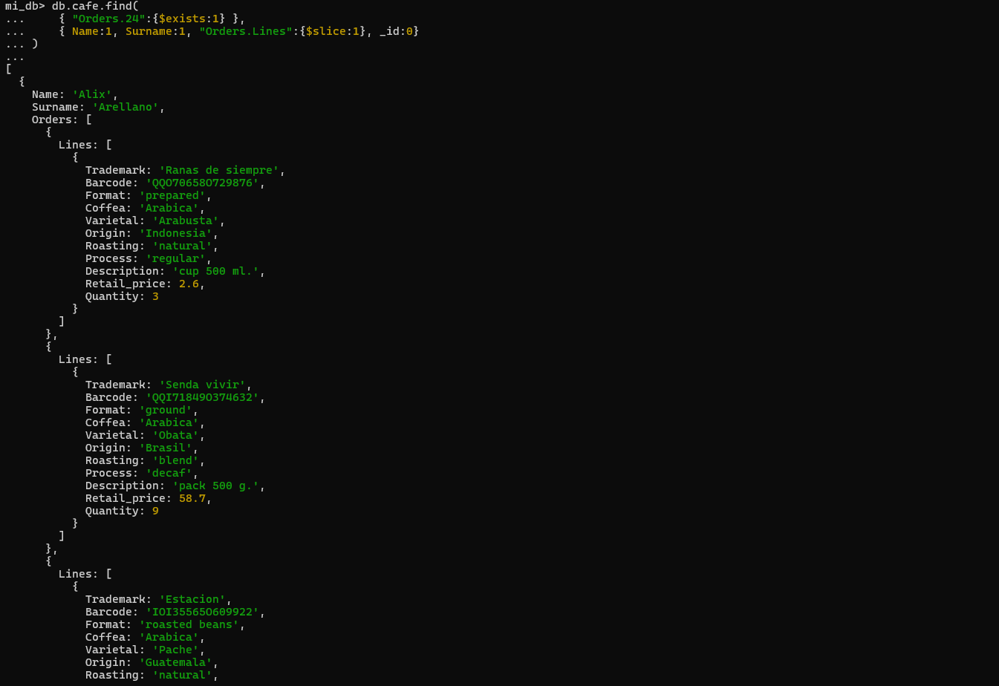 mi_db> db.cafe.find(
...     { "Orders.24":{$exists:1} },
...     { Name:1, Surname:1, "Orders.Lines":{$slice:1}, _id:0}
... )
...
[
  {
    Name: 'Alix',
    Surname: 'Arellano',
    Orders: [
      {
        Lines: [
          {
            Trademark: 'Ranas de siempre',
            Barcode: 'QQO70658O729876',
            Format: 'prepared',
            Coffea: 'Arabica',
            Varietal: 'Arabusta',
            Origin: 'Indonesia',
            Roasting: 'natural',
            Process: 'regular',
            Description: 'cup 500 ml.',
            Retail_price: 2.6,
            Quantity: 3
          }
        ]
      },
      {
        Lines: [
          {
            Trademark: 'Senda vivir',
            Barcode: 'QQI71849O374632',
            Format: 'ground',
            Coffea: 'Arabica',
            Varietal: 'Obata',
            Origin: 'Brasil',
            Roasting: 'blend',
            Process: 'decaf',
            Description: 'pack 500 g.',
            Retail_price: 58.7,
            Quantity: 9
          }
        ]
      },
      {
        Lines: [
          {
            Trademark: 'Estacion',
            Barcode: 'IOI35565O609922',
            Format: 'roasted beans',
            Coffea: 'Arabica',
            Varietal: 'Pache',
            Origin: 'Guatemala',
            Roasting: 'natural',